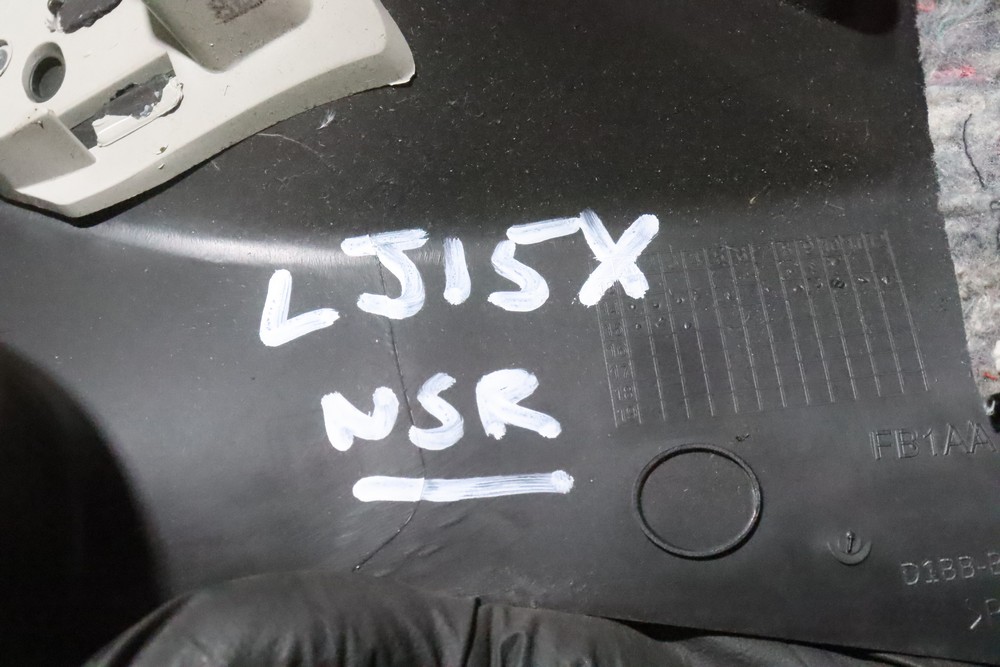 LJ15X
NSR
FB1AA
D1BB-